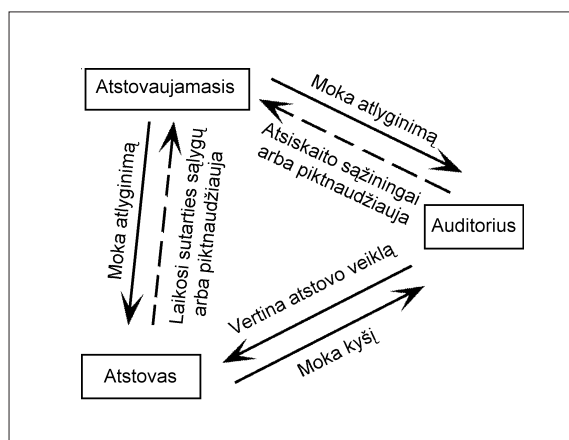 Atstovaujamasis
Moka atlyginimą
Atsiskaito sąžiningai
arba piktnaudžiauja
Auditorius
Moka atlyginimą
Laikosi sutarties sąlygų
arba piktnaudžiauja
Vertina atstovo veiklą
Moka kyšį
Atstovas